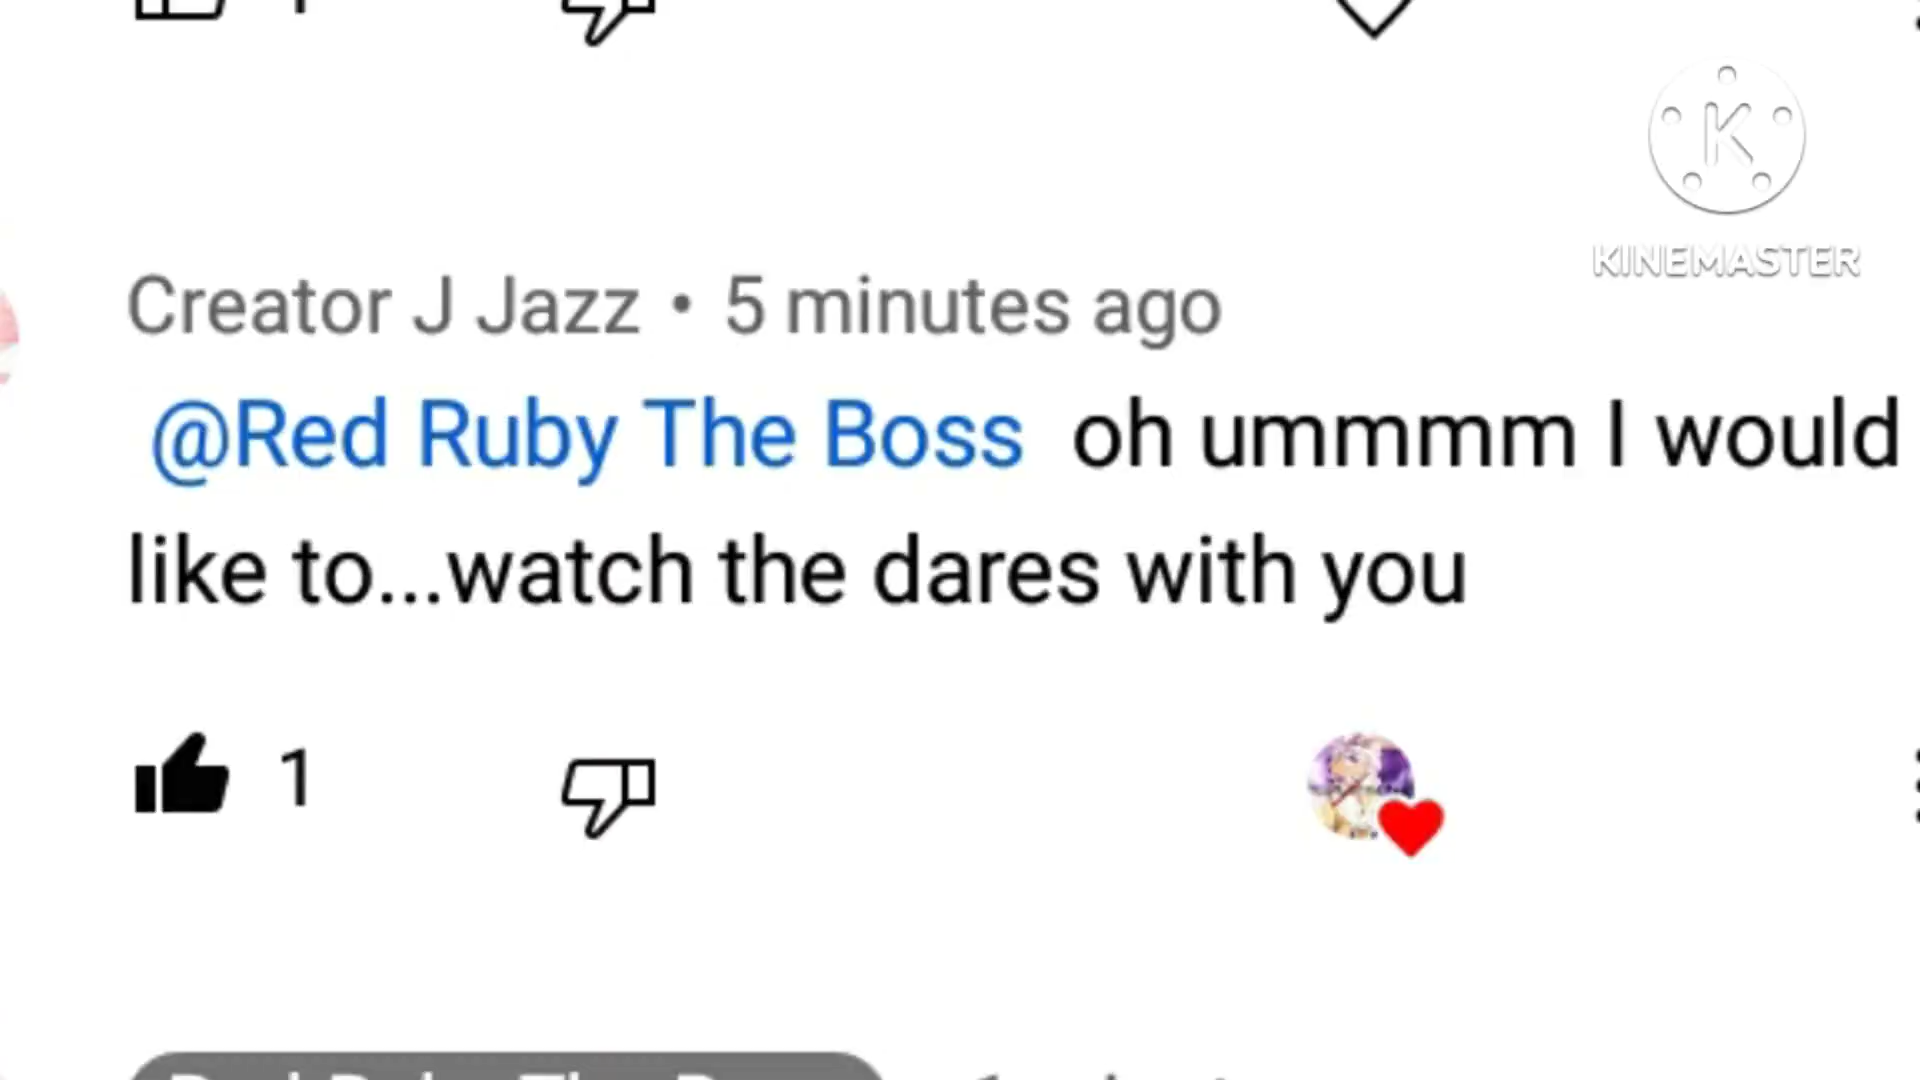 KINEMASTER
Creator J Jazz • 5 minutes ago
@Red Ruby The Boss oh ummmm I would
like to...watch the dares with you
1